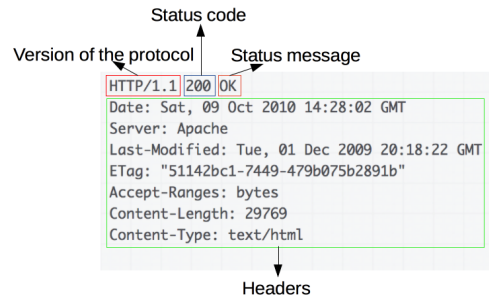 Status code
Version of the protocol
Status message
HTTP/1.1 200 OK
Date: Sat, 09 Oct 2010 14:28:02 GMT
Server: Apache
Last-Modified: Tue, 01 Dec 2009 20:18:22 GMT
ETag: "51142bc1-7449-479b075b2891b"
Accept-Ranges: bytes
Content-Length: 29769
Content-Type: text/html
Headers